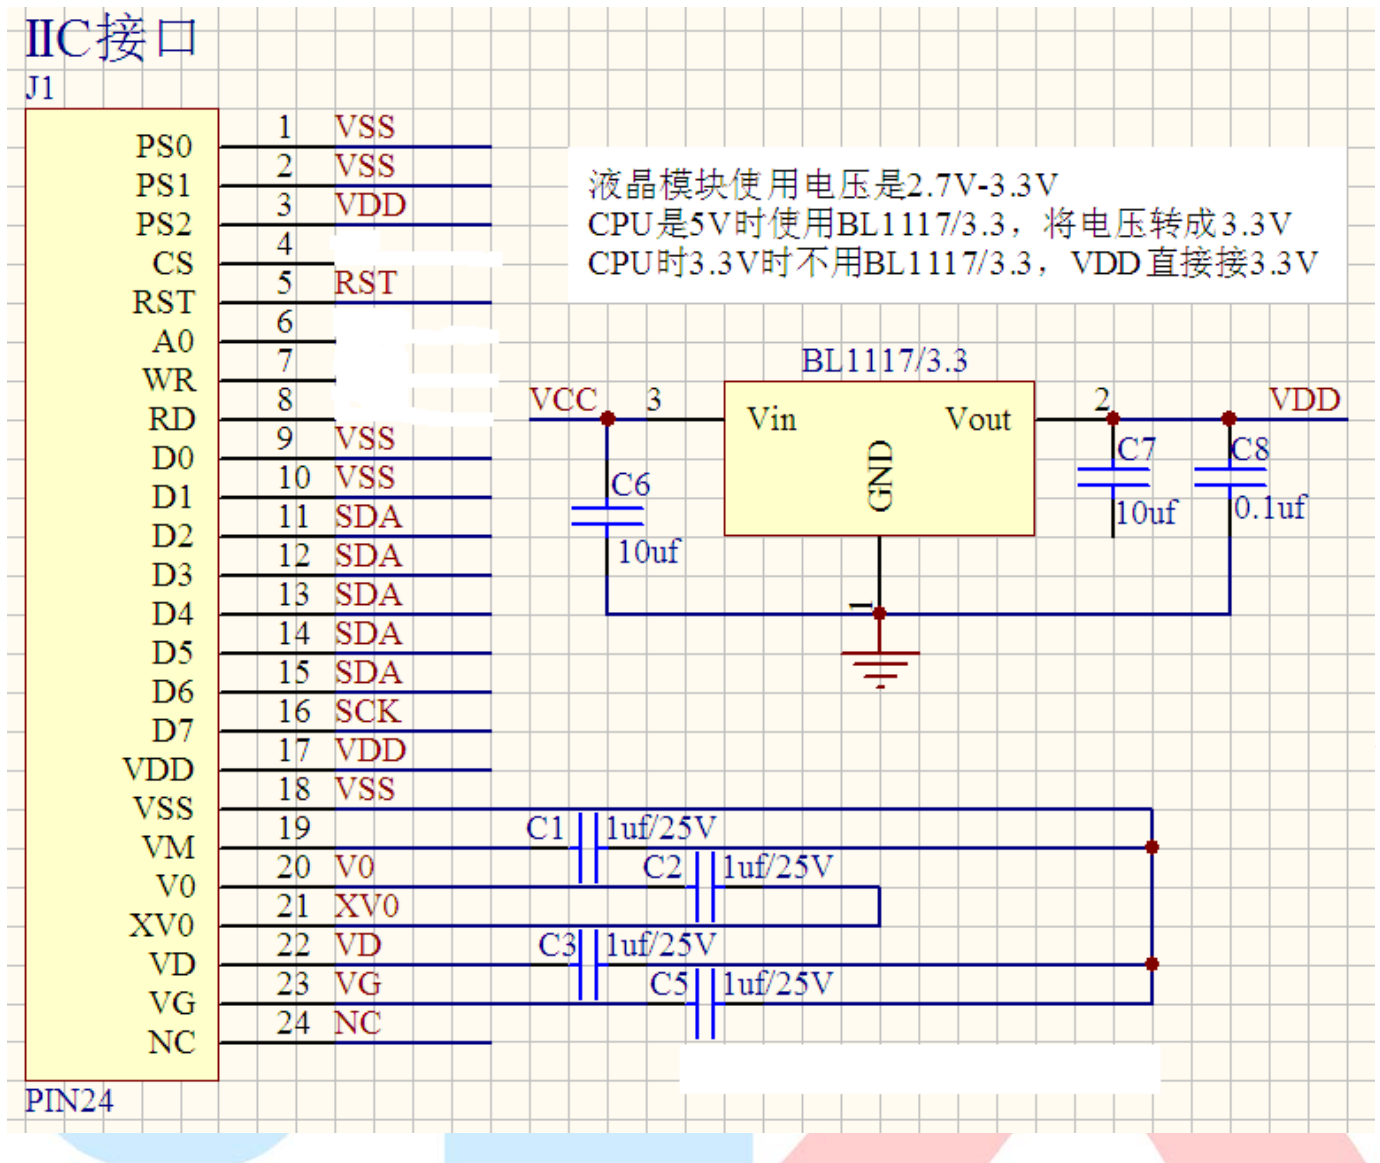 IIC接口
J1
PS0 1 VSS
PS1 2 VSS
PS2 3 VDD
CS 4
RST 5 RST
A0 6
WR 7
RD 8
D0 9 VSS
D1 10 VSS
D2 11 SDA
D3 12 SDA
D4 13 SDA
D5 14 SDA
D6 15 SDA
D7 16 SCK
VDD 17 VDD
VSS 18 VSS
VM 19
V0 20 V0
XV0 21 XV0
VD 22 VD
VG 23 VG
NC 24 NC
PIN24
液晶模块使用电压是2.7V-3.3V
CPU是5V时使用BL1117/3.3，将电压转成3.3V
CPU时3.3V时不用BL1117/3.3，VDD直接接3.3V
BL1117/3.3
VCC 3 Vin Vout 2 VDD
GND
1
C6
10uf
C7
10uf
C8
0.1uf
C1 1uf/25V
C2 1uf/25V
C3 1uf/25V
C5 1uf/25V